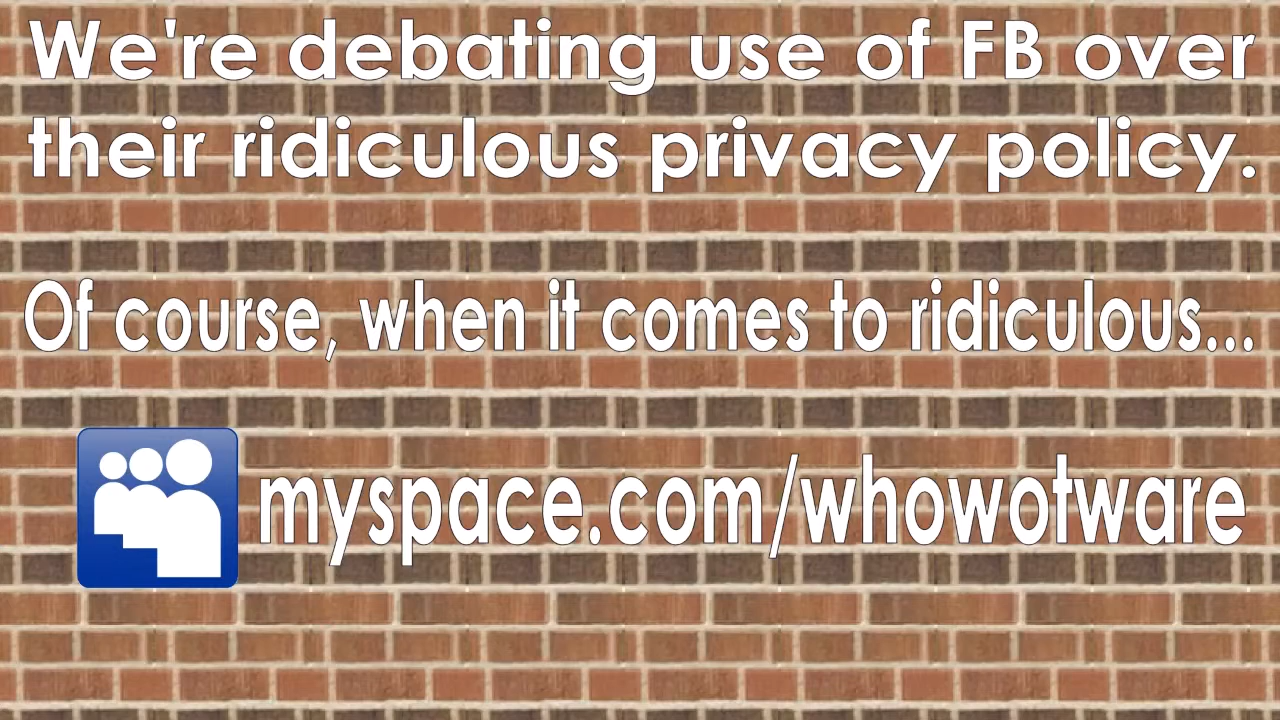 We're debating use of FB over
their ridiculous privacy policy.
Of course, when it comes to ridiculous...
myspace.com/whowotware